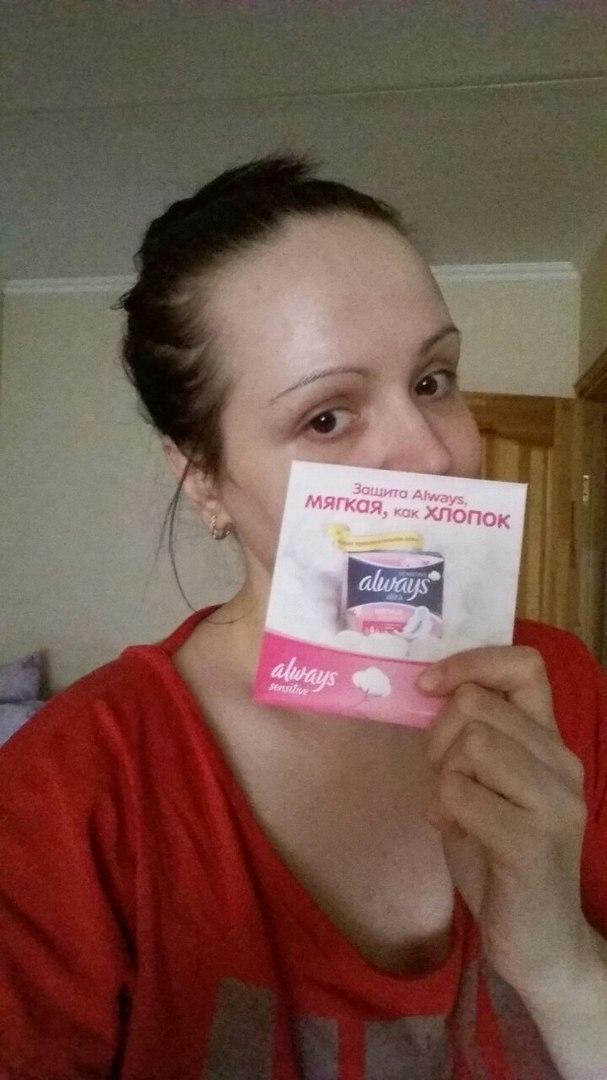 Защита Always,
мягкая, как хлопок
always
ultra
always
sensitive